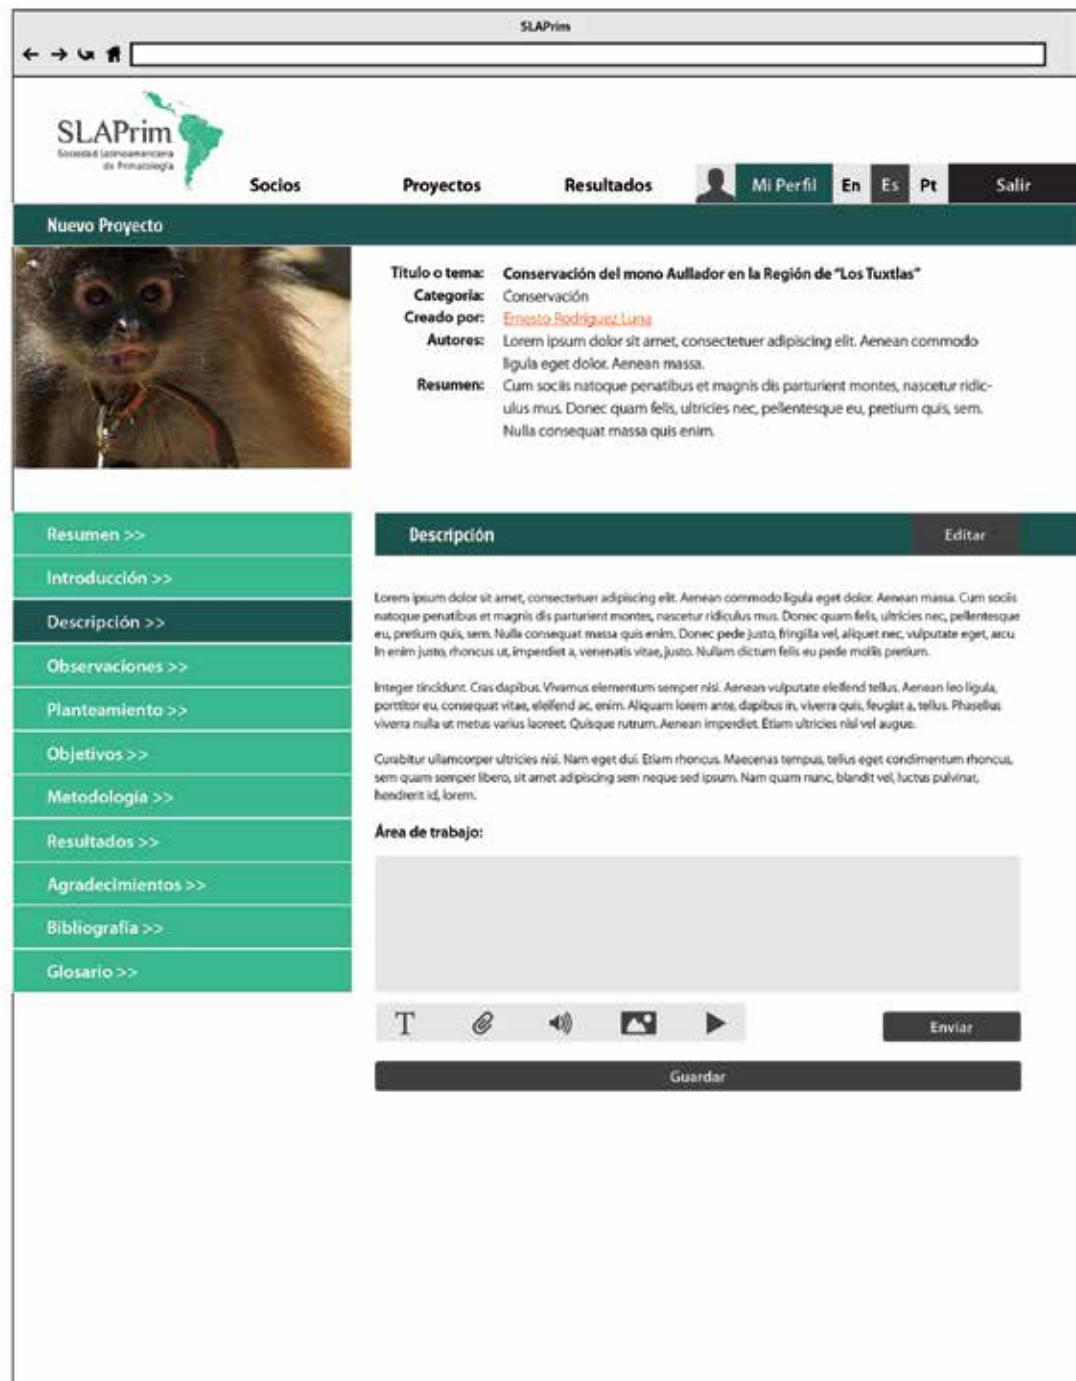 SLAPrim
SLAPrim
Sociedad Latinoamericana
de Primatología
Socios
Proyectos
Resultados
Mi Perfil
En
Es
Pt
Salir
Nuevo Proyecto
Título o tema: Conservación del mono Aullador en la Región de “Los Tuxtlas”
Categoría: Conservación
Creado por: Ernesto Rodríguez Luna
Autores: Lorem ipsum dolor sit amet, consectetuer adipiscing elit. Aenean commodo
ligula eget dolor. Aenean massa.
Resumen: Cum sociis natoque penatibus et magnis dis parturient montes, nascetur ridic-
ulus mus. Donec quam felis, ultricies nec, pellentesque eu, pretium quis, sem.
Nulla consequat massa quis enim.
Resumen >>
Introducción >>
Descripción >>
Observaciones >>
Planteamiento >>
Objetivos >>
Metodología >>
Resultados >>
Agradecimientos >>
Bibliografía >>
Glosario >>
Descripción
Editar
Lorem ipsum dolor sit amet, consectetuer adipiscing elit. Aenean commodo ligula eget dolor. Aenean massa. Cum sociis
natoque penatibus et magnis dis parturient montes, nascetur ridiculus mus. Donec quam felis, ultricies nec, pellentesque
eu, pretium quis, sem. Nulla consequat massa quis enim. Donec pede justo, fringilla vel, aliquet nec, vulputate eget, arcu
In enim justo, rhoncus ut, imperdiet a, venenatis vitae, justo. Nullam dictum felis eu pede mollis pretium.
Integer tincidunt. Cras dapibus. Vivamus elementum semper nisi. Aenean vulputate eleifend tellus. Aenean leo ligula,
porttitor eu, consequat vitae, eleifend ac, enim. Aliquam lorem ante, dapibus in, viverra quis, feugiat a, tellus. Phasellus
viverra nulla ut metus varius laoreet. Quisque rutrum. Aenean imperdiet. Etiam ultricies nisl vel augue.
Curabitur ullamcorper ultricies nisi. Nam eget dui. Etiam rhoncus. Maecenas tempus, tellus eget condimentum rhoncus,
sem quam semper libero, sit amet adipiscing sem neque sed ipsum. Nam quam nunc, blandit vel, luctus pulvinar,
hendrerit id, lorem.
Área de trabajo:
T
Enviar
Guardar